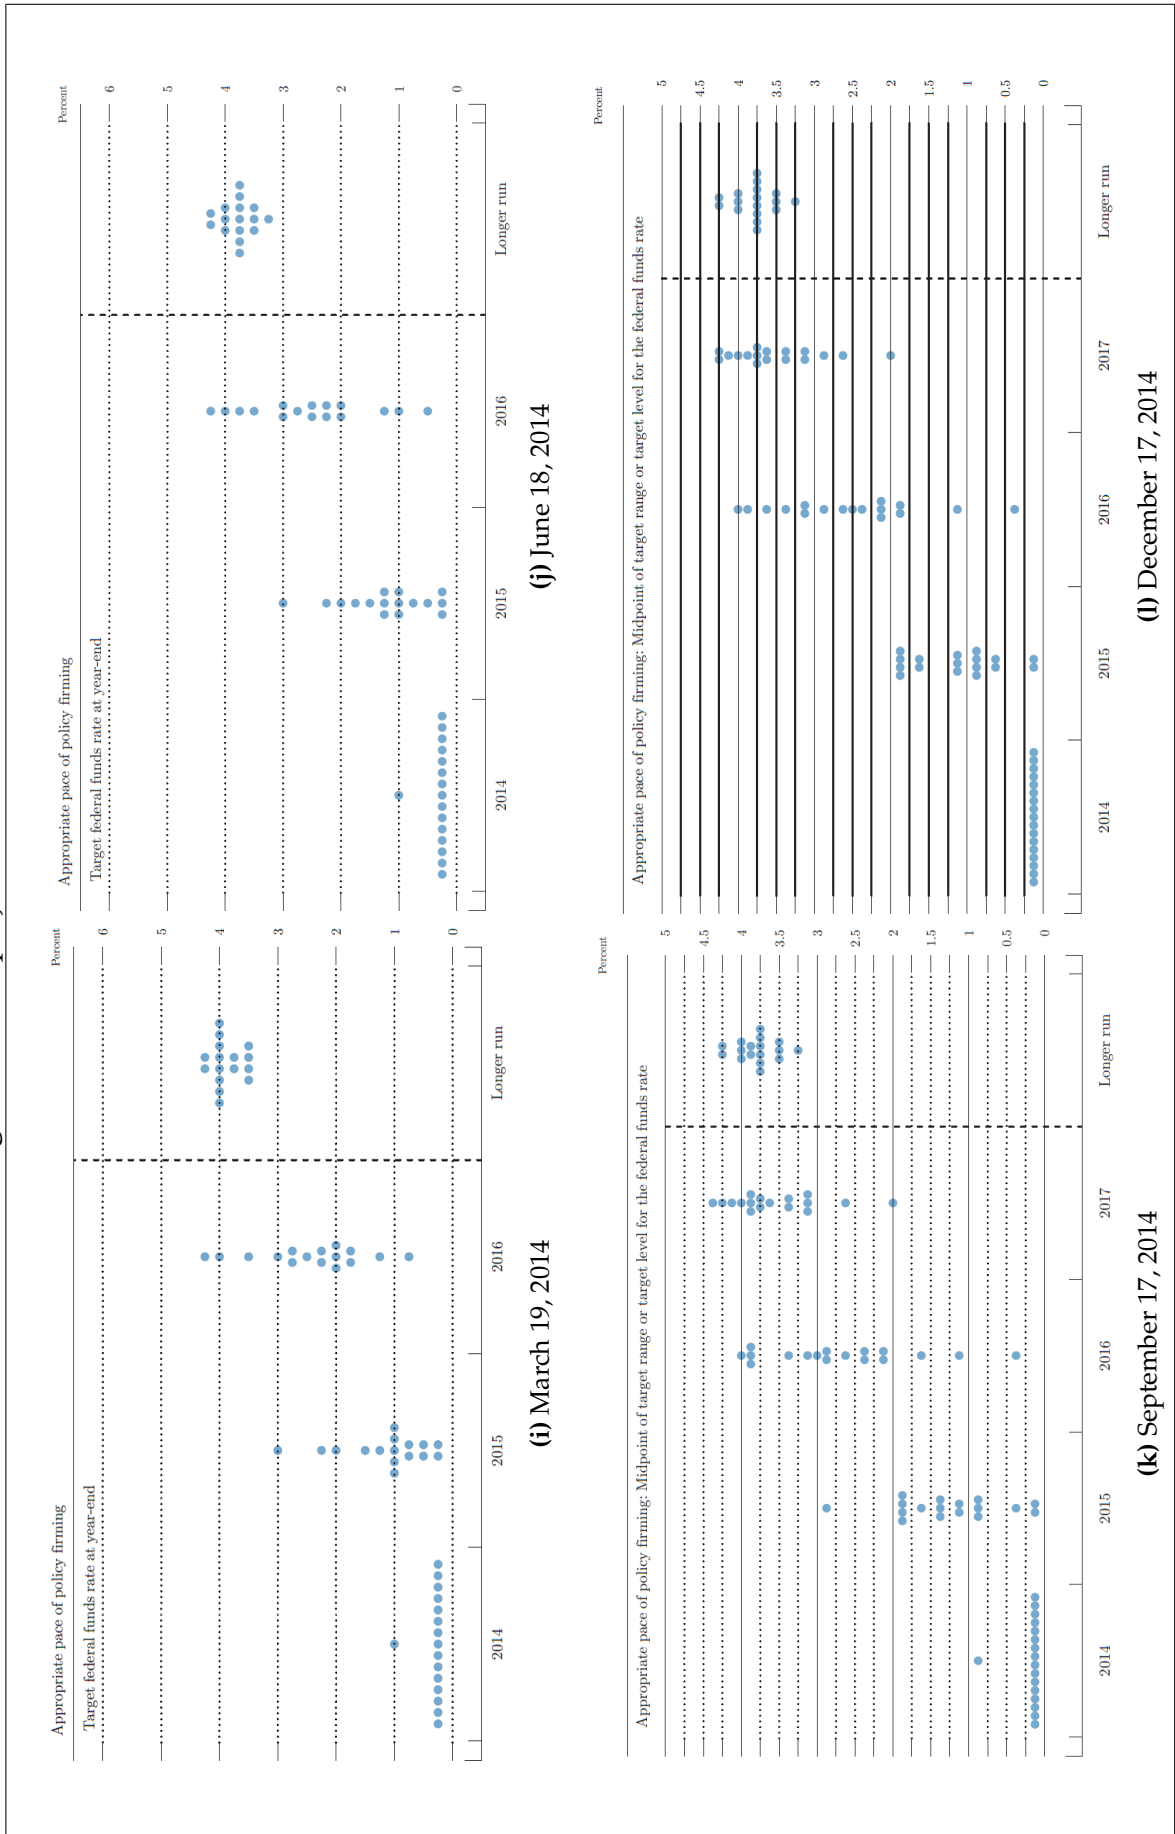 Appropriate pace of policy firming
Percent
Target federal funds rate at year-end
6
5
4
3
2
1
0
2014
2015
2016
Longer run
(i) March 19, 2014
Appropriate pace of policy firming
Percent
Target federal funds rate at year-end
6
5
4
3
2
1
0
2014
2015
2016
Longer run
(j) June 18, 2014
Percent
Appropriate pace of policy firming: Midpoint of target range or target level for the federal funds rate
5
4.5
4
3.5
3
2.5
2
1.5
1
0.5
0
2014
2015
2016
2017
Longer run
(k) September 17, 2014
Percent
Appropriate pace of policy firming: Midpoint of target range or target level for the federal funds rate
5
4.5
4
3.5
3
2.5
2
1.5
1
0.5
0
2014
2015
2016
2017
Longer run
(l) December 17, 2014